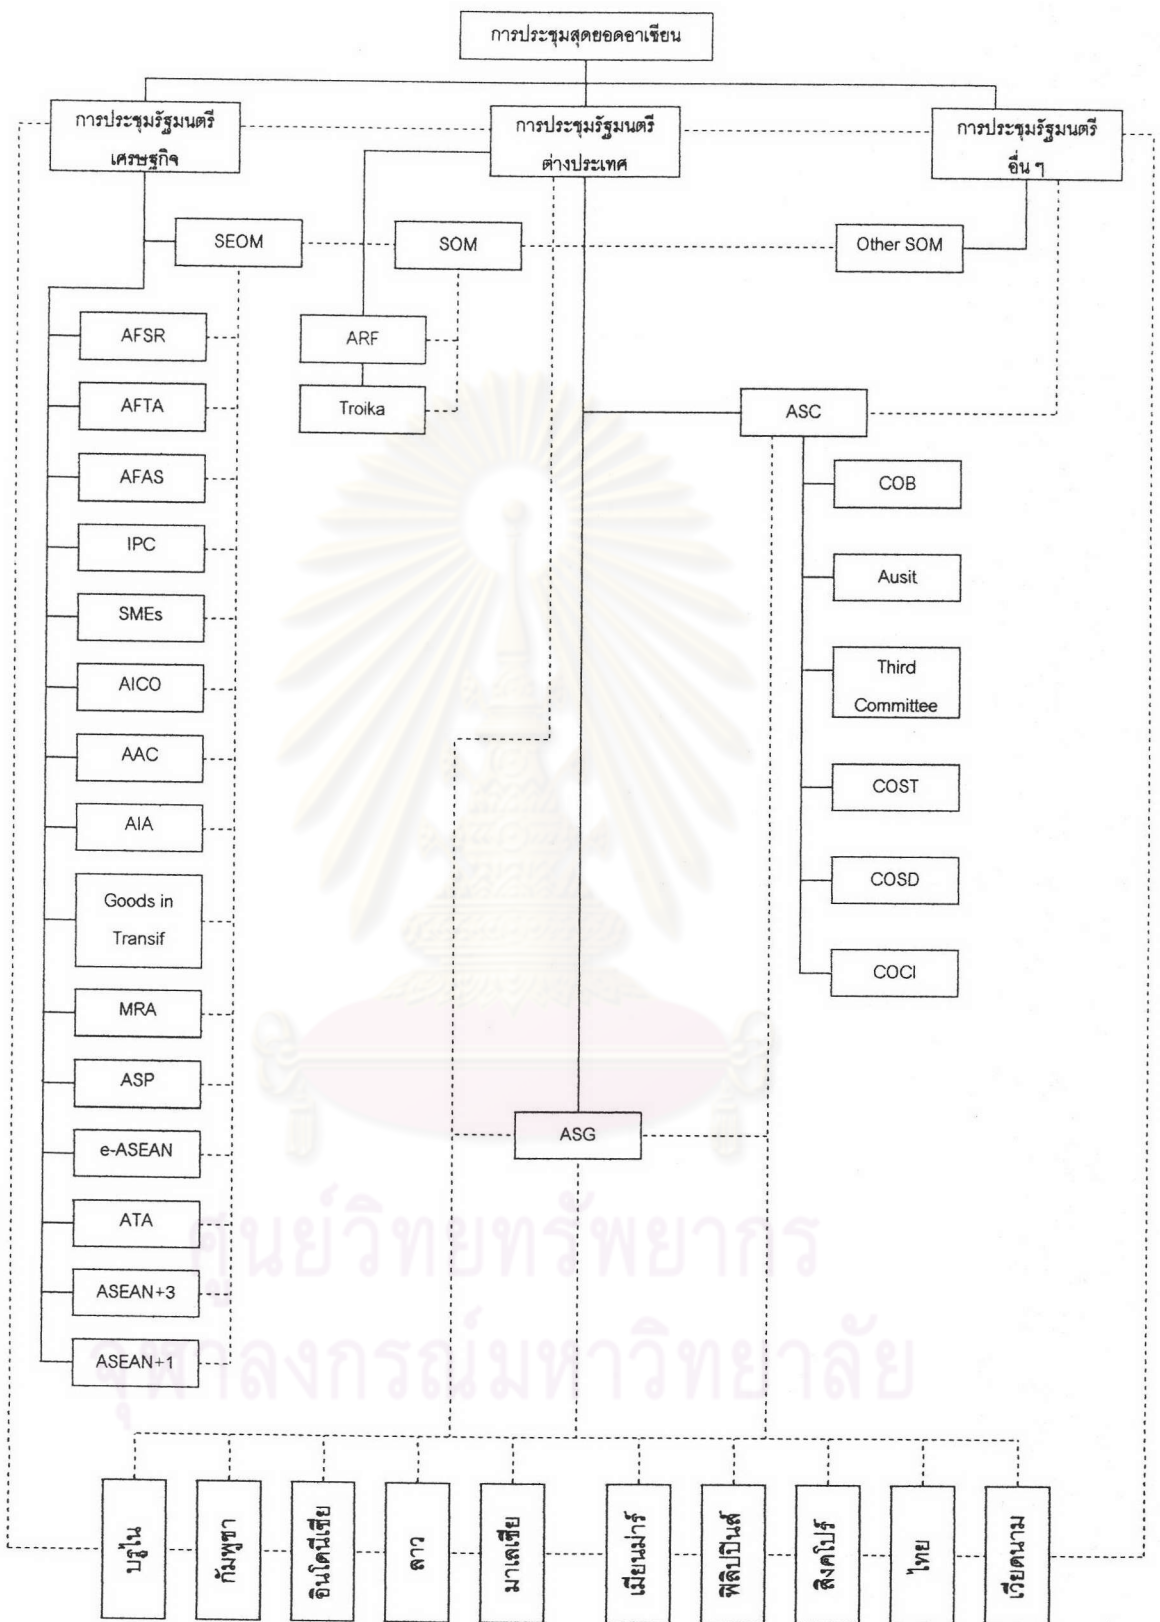 การประชุมสุดยอดอาเซียน
การประชุมรัฐมนตรี
เศรษฐกิจ
การประชุมรัฐมนตรี
ต่างประเทศ
การประชุมรัฐมนตรี
อื่น ๆ
SEOM
SOM
Other SOM
AFSR
AFTA
AFAS
IPC
SMEs
AICO
AAC
AIA
Goods in
Transif
MRA
ASP
e-ASEAN
ATA
ASEAN+3
ASEAN+1
ARF
Troika
ASC
COB
Ausit
Third
Committee
COST
COSD
COCI
ASG
ศูนย์วิทยทรัพยากร
จุฬาลงกรณ์มหาวิทยาลัย
บรูไน
กัมพูชา
อินโดนีเซีย
ลาว
มาเลเซีย
เมียนม่าร์
ฟิลิปปินส์
สิงคโปร์
ไทย
เวียดนาม